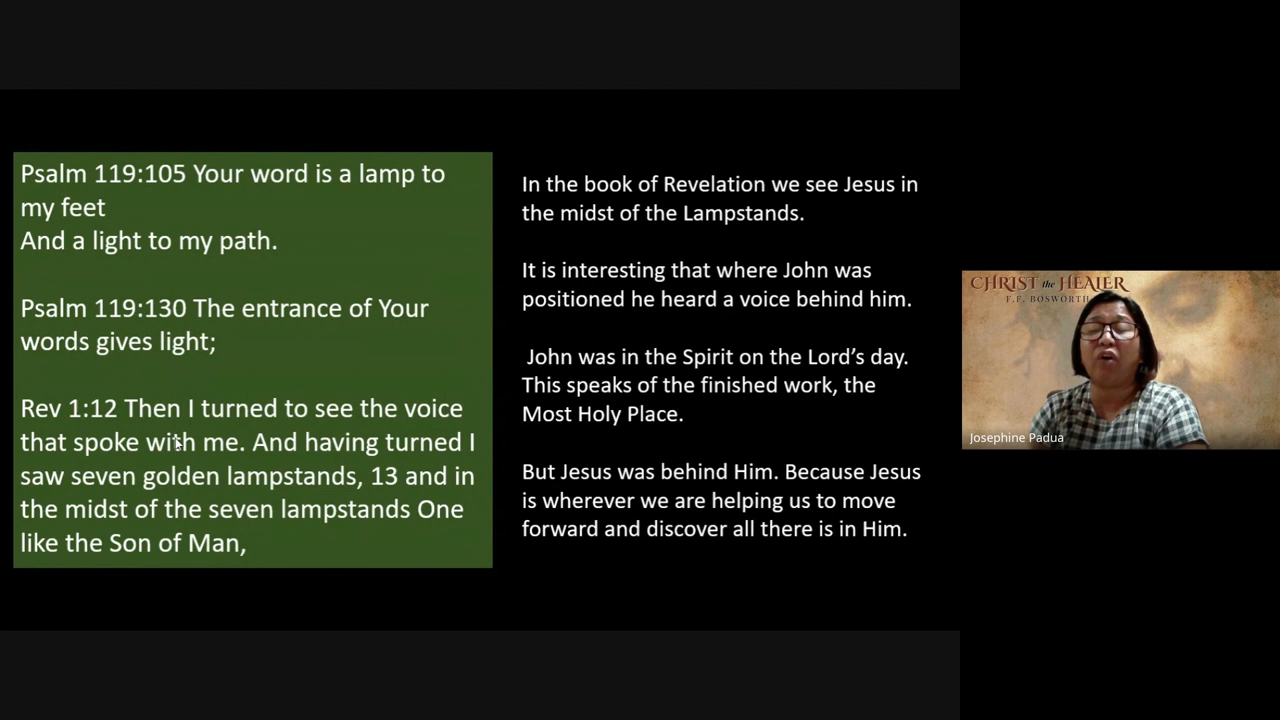 Psalm 119:105 Your word is a lamp to
my feet
And a light to my path.
Psalm 119:130 The entrance of Your
words gives light;
Rev 1:12 Then I turned to see the voice
that spoke with me. And having turned I
saw seven golden lampstands, 13 and in
the midst of the seven lampstands One
like the Son of Man,
In the book of Revelation we see Jesus in
the midst of the Lampstands.
It is interesting that where John was
positioned he heard a voice behind him.
John was in the Spirit on the Lord’s day.
This speaks of the finished work, the
Most Holy Place.
But Jesus was behind Him. Because Jesus
is wherever we are helping us to move
forward and discover all there is in Him.
CHRIST the HEALER
F.F. BOSWORTH
Josephine Padua